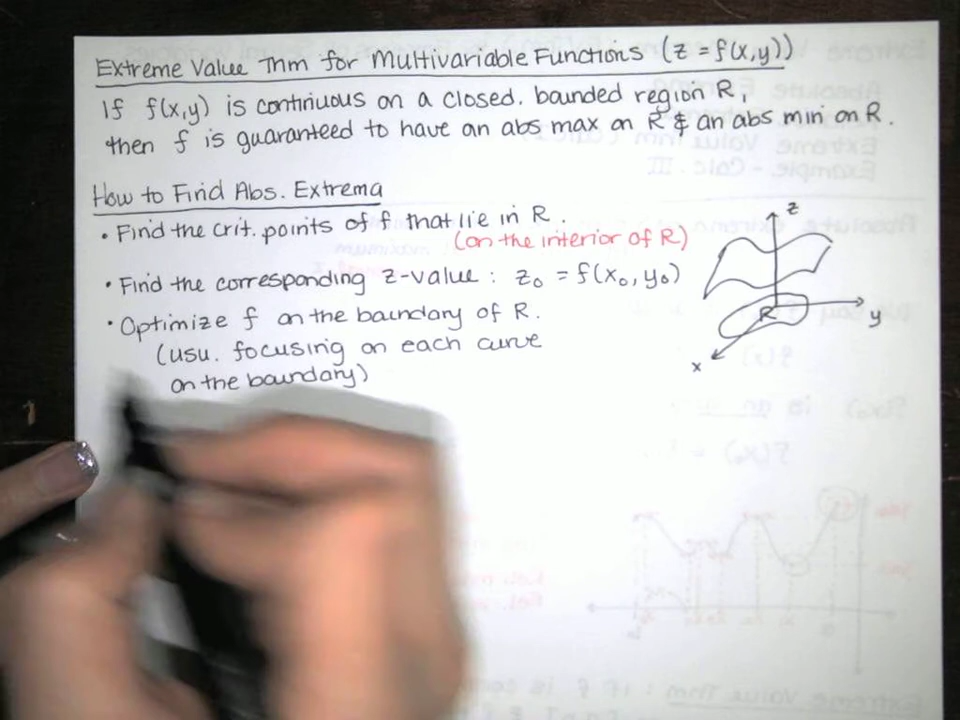 Extreme Value Thm for Multivariable Functions (z = f(x,y))
If f(x,y) is continuous on a closed, bounded region R,
then f is guaranteed to have an abs max on R & an abs min on R.
How to Find Abs. Extrema
• Find the crit. points of f that lie in R.
(on the interior of R)
• Find the corresponding z-value : z₀ = f(x₀, y₀)
• Optimize f on the boundary of R.
(usu. focusing on each curve
on the boundary)
z
R
y
x